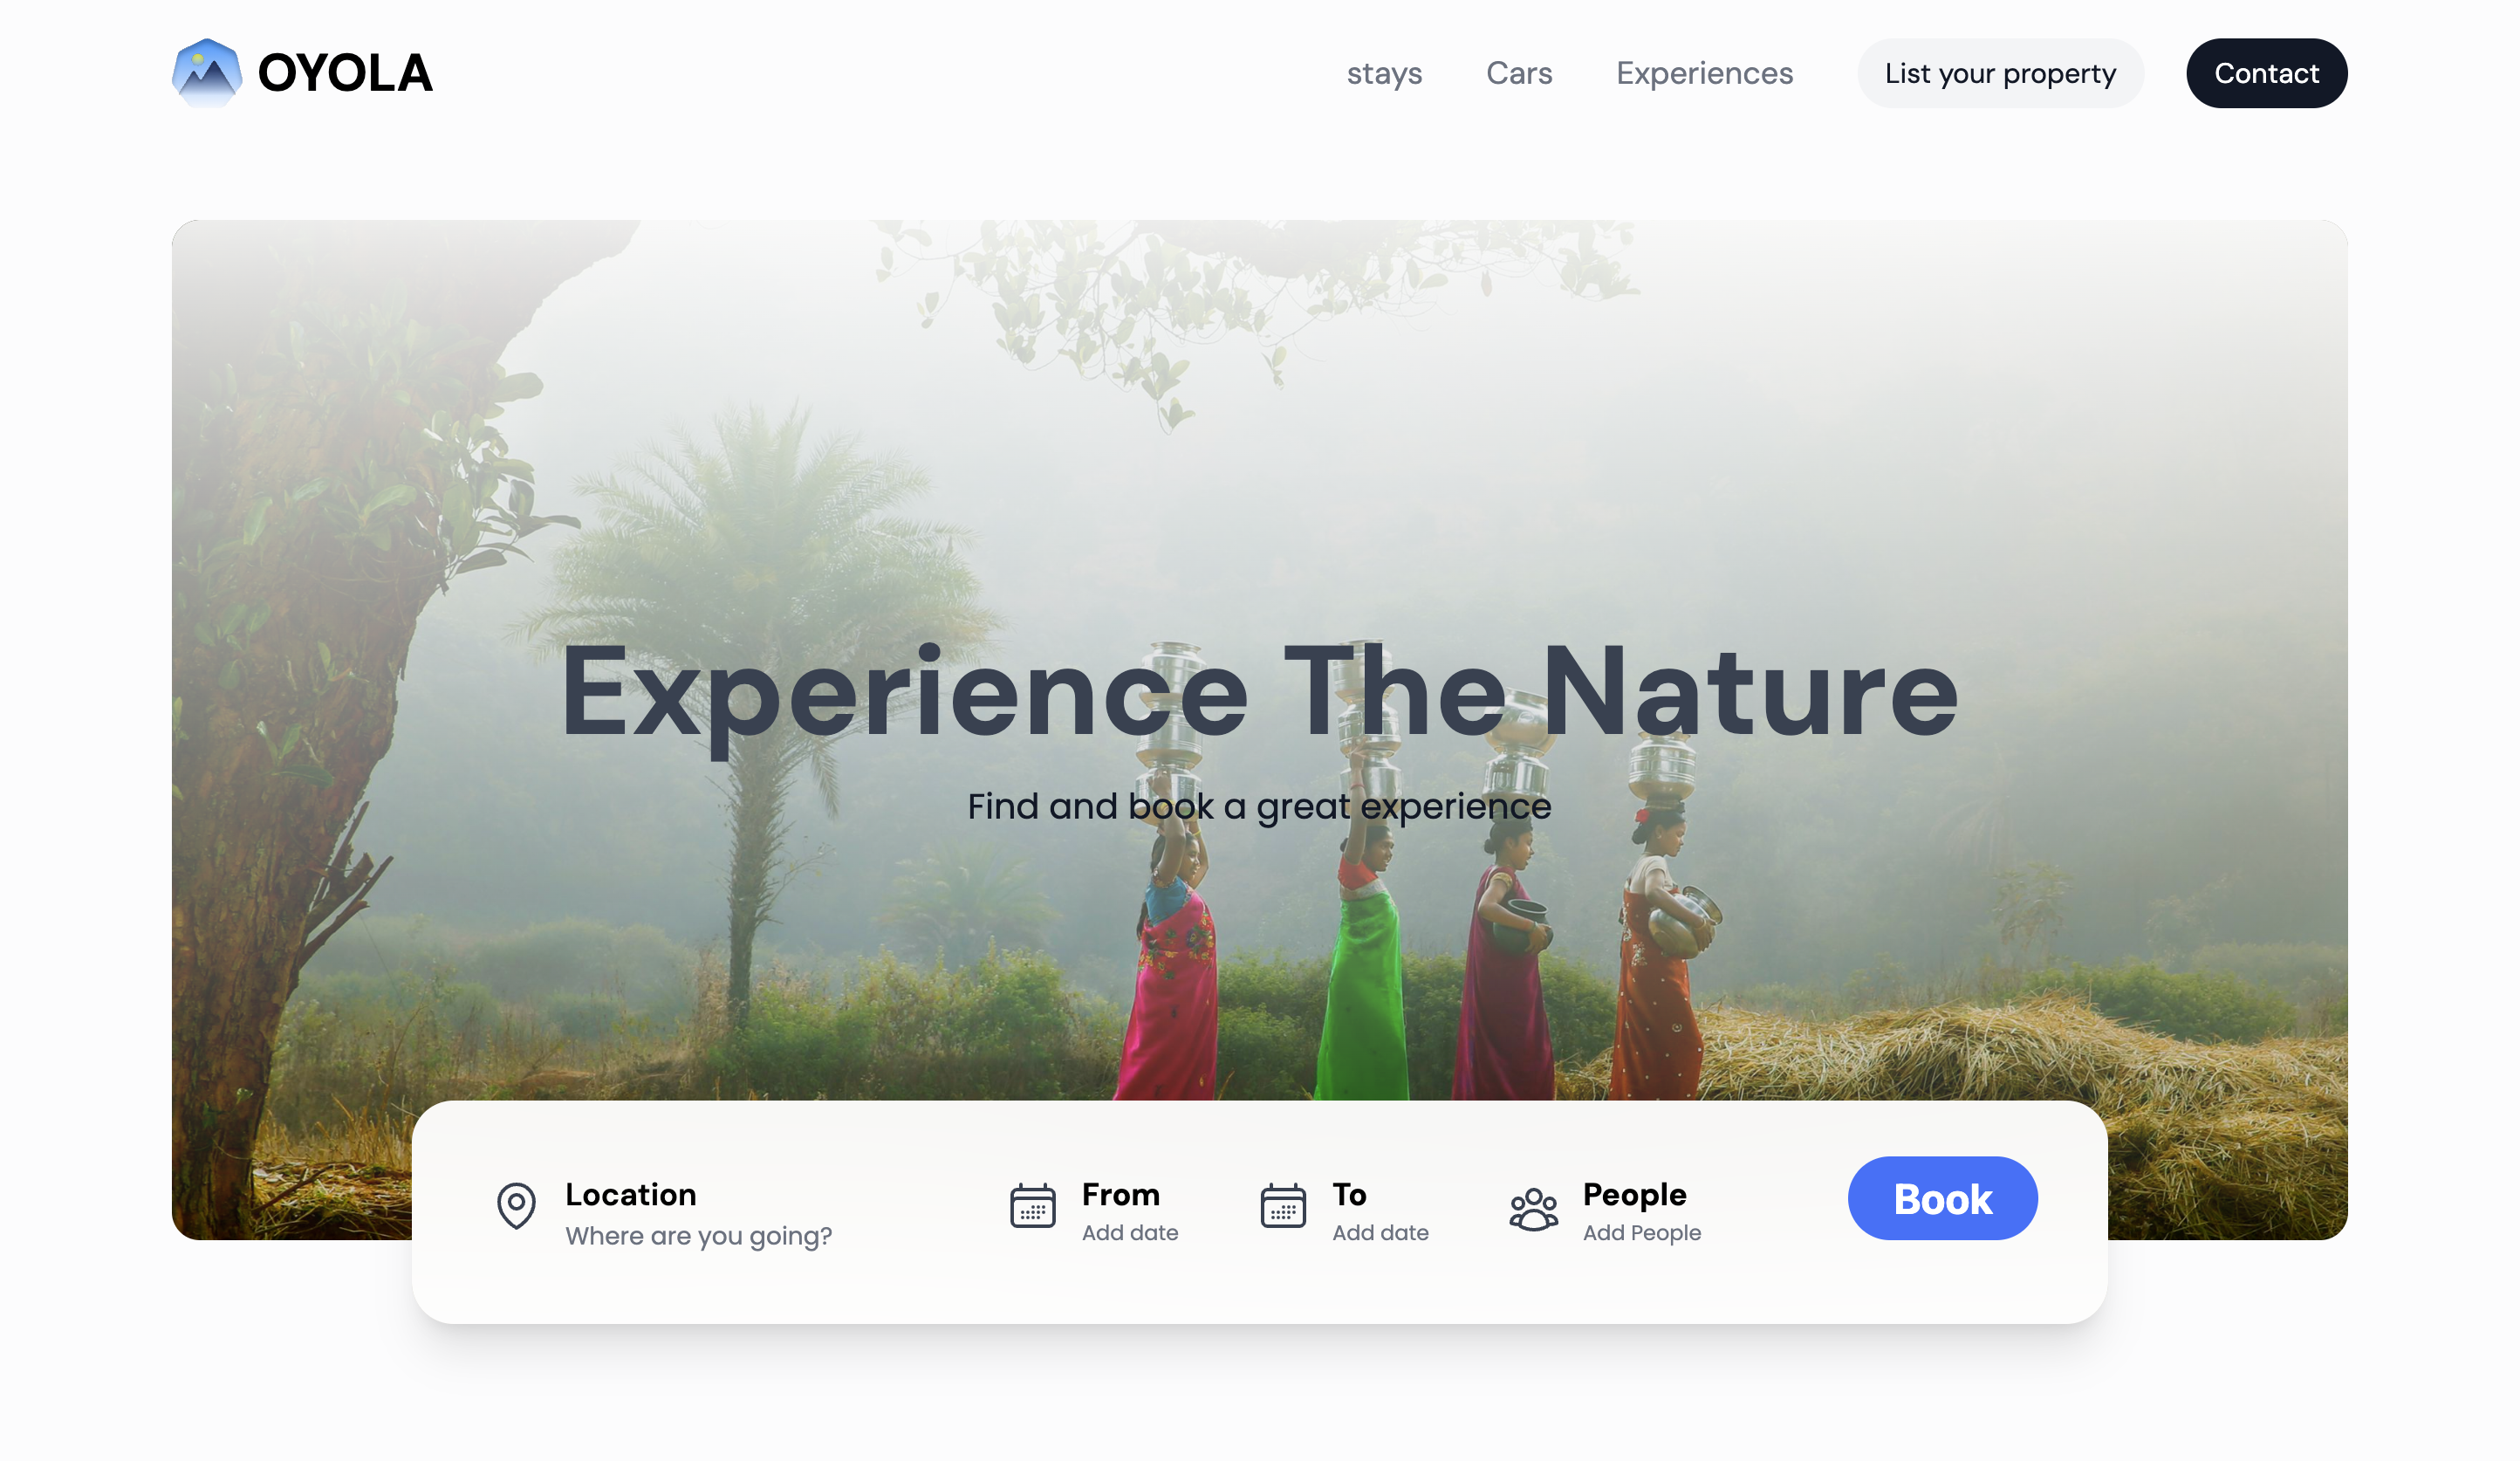 OYOLA
stays
Cars
Experiences
List your property
Contact
Experience The Nature
Find and book a great experience
Location
Where are you going?
From
Add date
To
Add date
People
Add People
Book